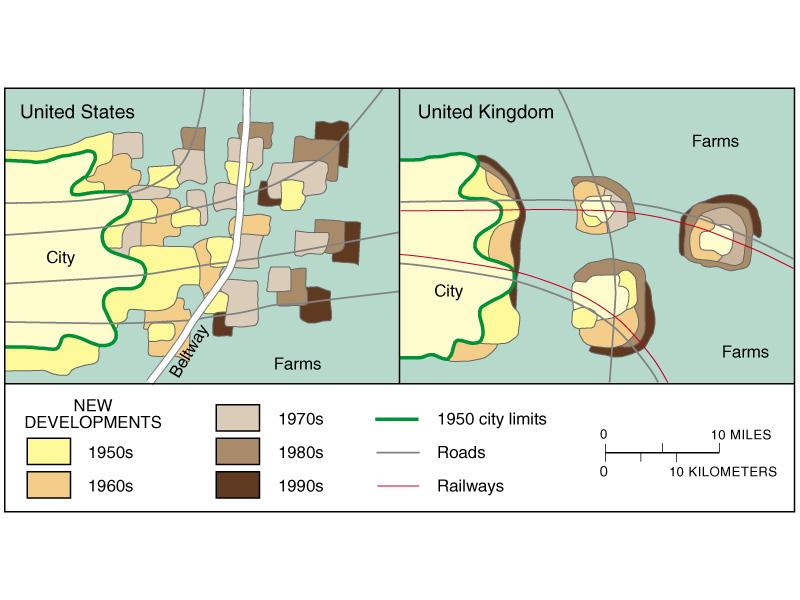 United States
City
Beltway
Farms
United Kingdom
Farms
City
Farms
NEW
DEVELOPMENTS
1950s
1960s
1970s
1980s
1990s
1950 city limits
Roads
Railways
0 10 MILES
0 10 KILOMETERS